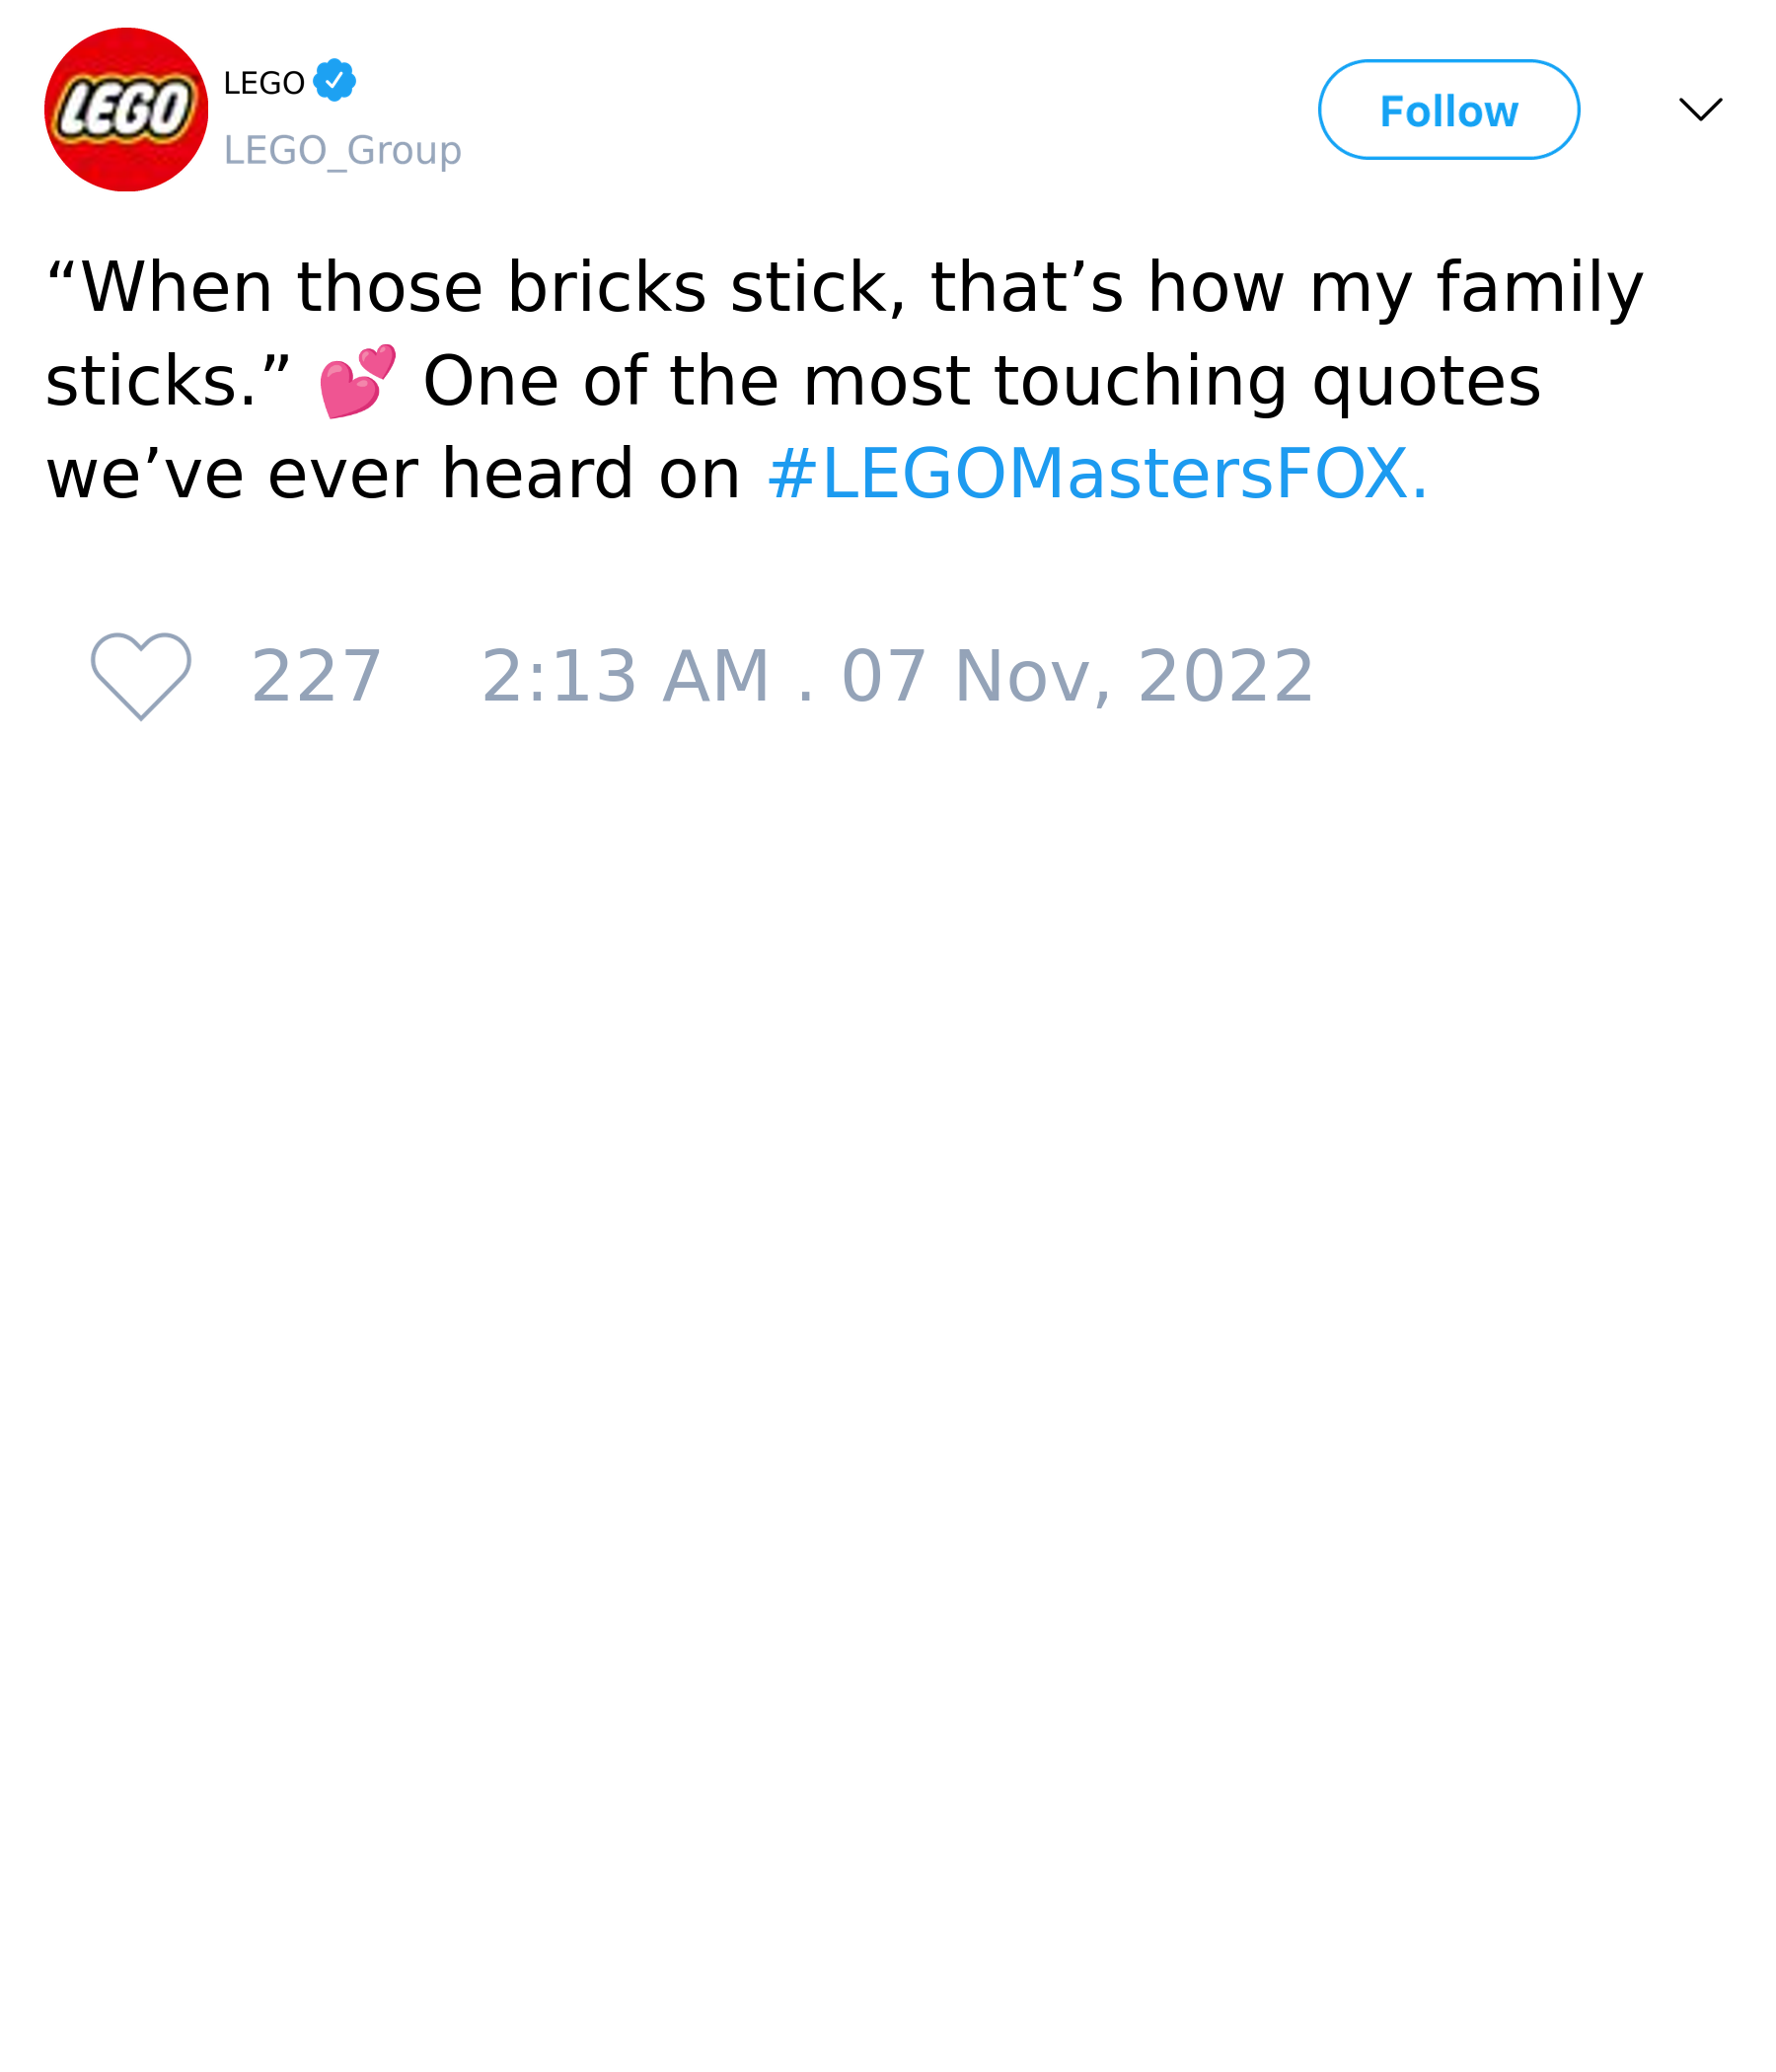 LEGO
LEGO
LEGO_Group
Follow
“When those bricks stick, that’s how my family
sticks.” 💕 One of the most touching quotes
we’ve ever heard on #LEGOMastersFOX.
227 2:13 AM . 07 Nov, 2022